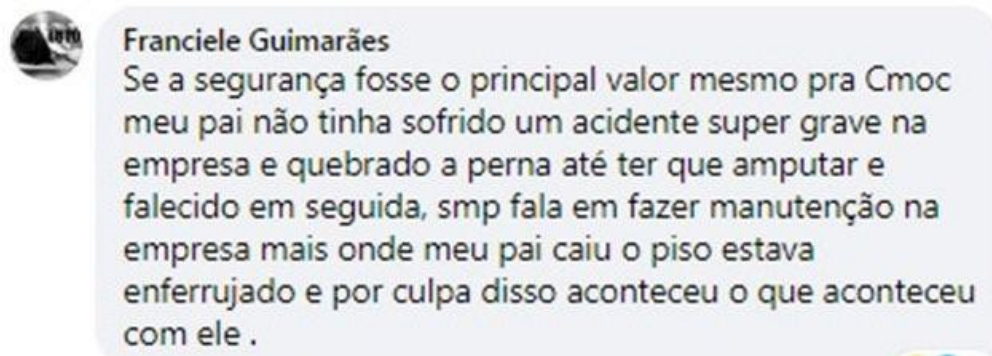 Franciele Guimarães
Se a segurança fosse o principal valor mesmo pra Cmoc
meu pai não tinha sofrido um acidente super grave na
empresa e quebrado a perna até ter que amputar e
falecido em seguida, smp fala em fazer manutenção na
empresa mais onde meu pai caiu o piso estava
enferrujado e por culpa disso aconteceu o que aconteceu
com ele .